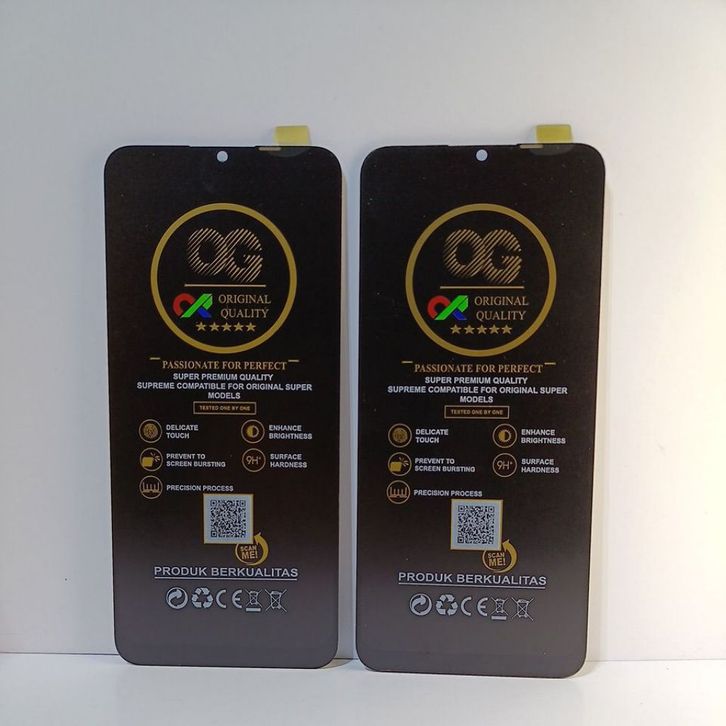 OG
ORIGINAL
QUALITY
PASSIONATE FOR PERFECT
SUPER PREMIUM QUALITY
SUPREME COMPATIBLE FOR ORIGINAL SUPER
MODELS
TESTED ONE BY ONE
DELICATE
TOUCH
ENHANCE
BRIGHTNESS
PREVENT TO
SCREEN BURSTING
9H+
SURFACE
HARDNESS
PRECISION PROCESS
SCAN
ME!
PRODUK BERKUALITAS
CE
OG
ORIGINAL
QUALITY
PASSIONATE FOR PERFECT
SUPER PREMIUM QUALITY
SUPREME COMPATIBLE FOR ORIGINAL SUPER
MODELS
TESTED ONE BY ONE
DELICATE
TOUCH
ENHANCE
BRIGHTNESS
PREVENT TO
SCREEN BURSTING
9H+
SURFACE
HARDNESS
PRECISION PROCESS
SCAN
ME!
PRODUK BERKUALITAS
CE